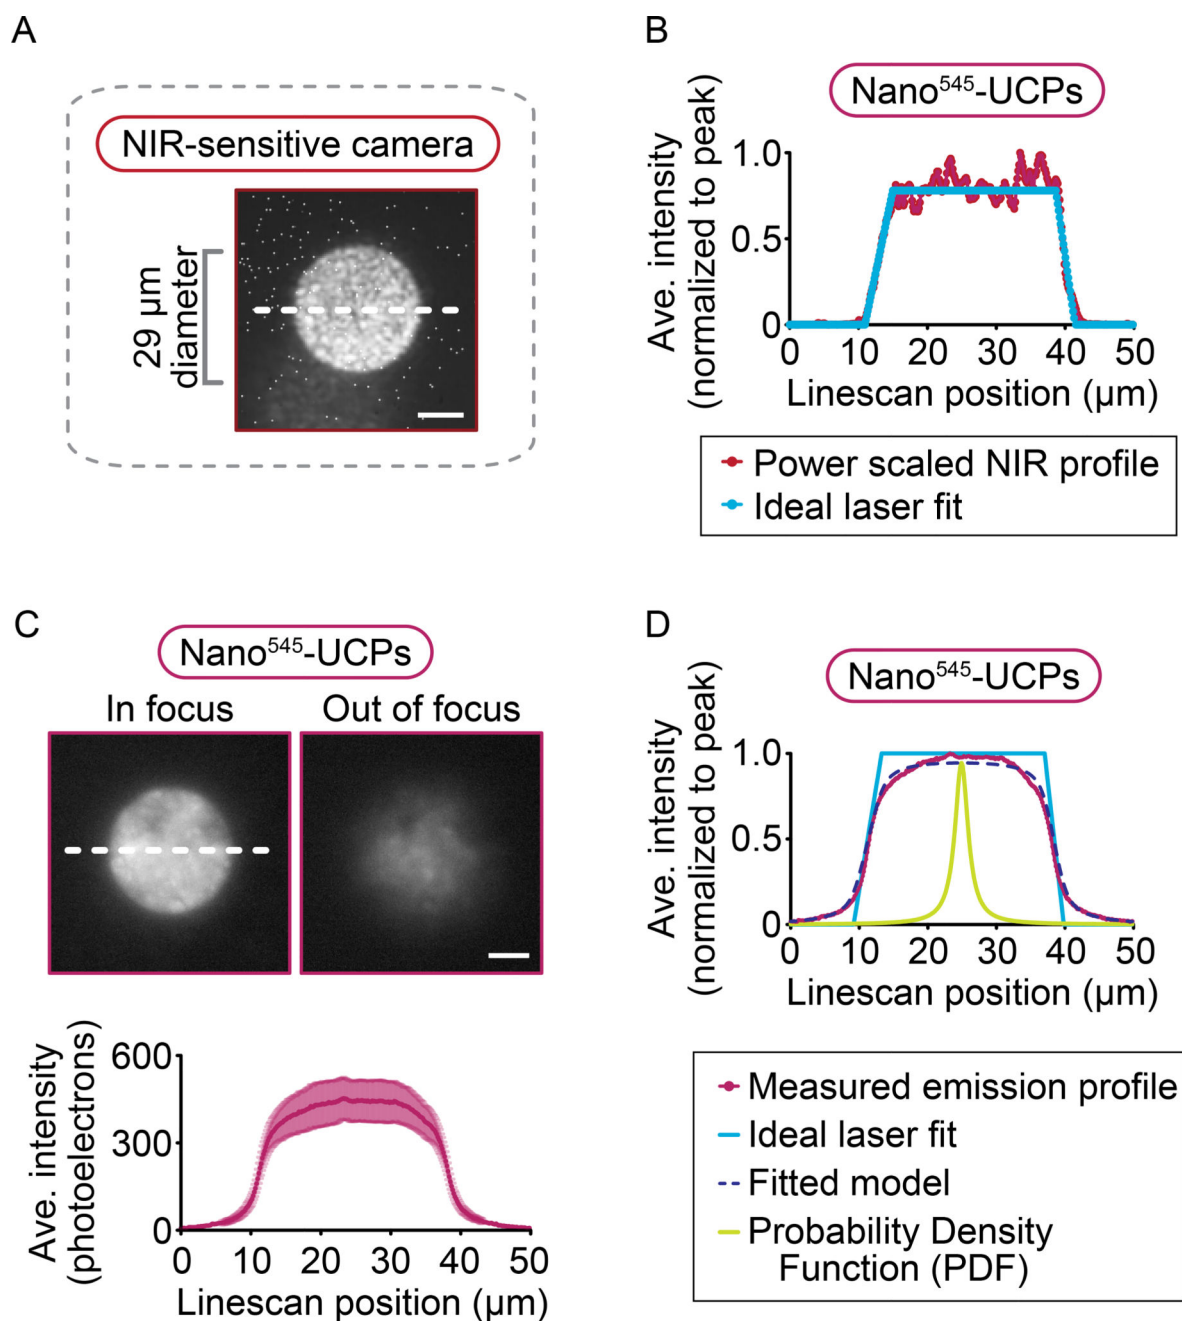 A
NIR-sensitive camera
29 μm
diameter
B
Nano⁵⁴⁵-UCPs
Ave. intensity
(normalized to peak)
1.0
0.5
0
0 10 20 30 40 50
Linescan position (μm)
Power scaled NIR profile
Ideal laser fit
C
Nano⁵⁴⁵-UCPs
In focus
Out of focus
Ave. intensity
(photoelectrons)
600
300
0
0 10 20 30 40 50
Linescan position (μm)
D
Nano⁵⁴⁵-UCPs
Ave. intensity
(normalized to peak)
1.0
0.5
0
0 10 20 30 40 50
Linescan position (μm)
Measured emission profile
Ideal laser fit
Fitted model
Probability Density
Function (PDF)